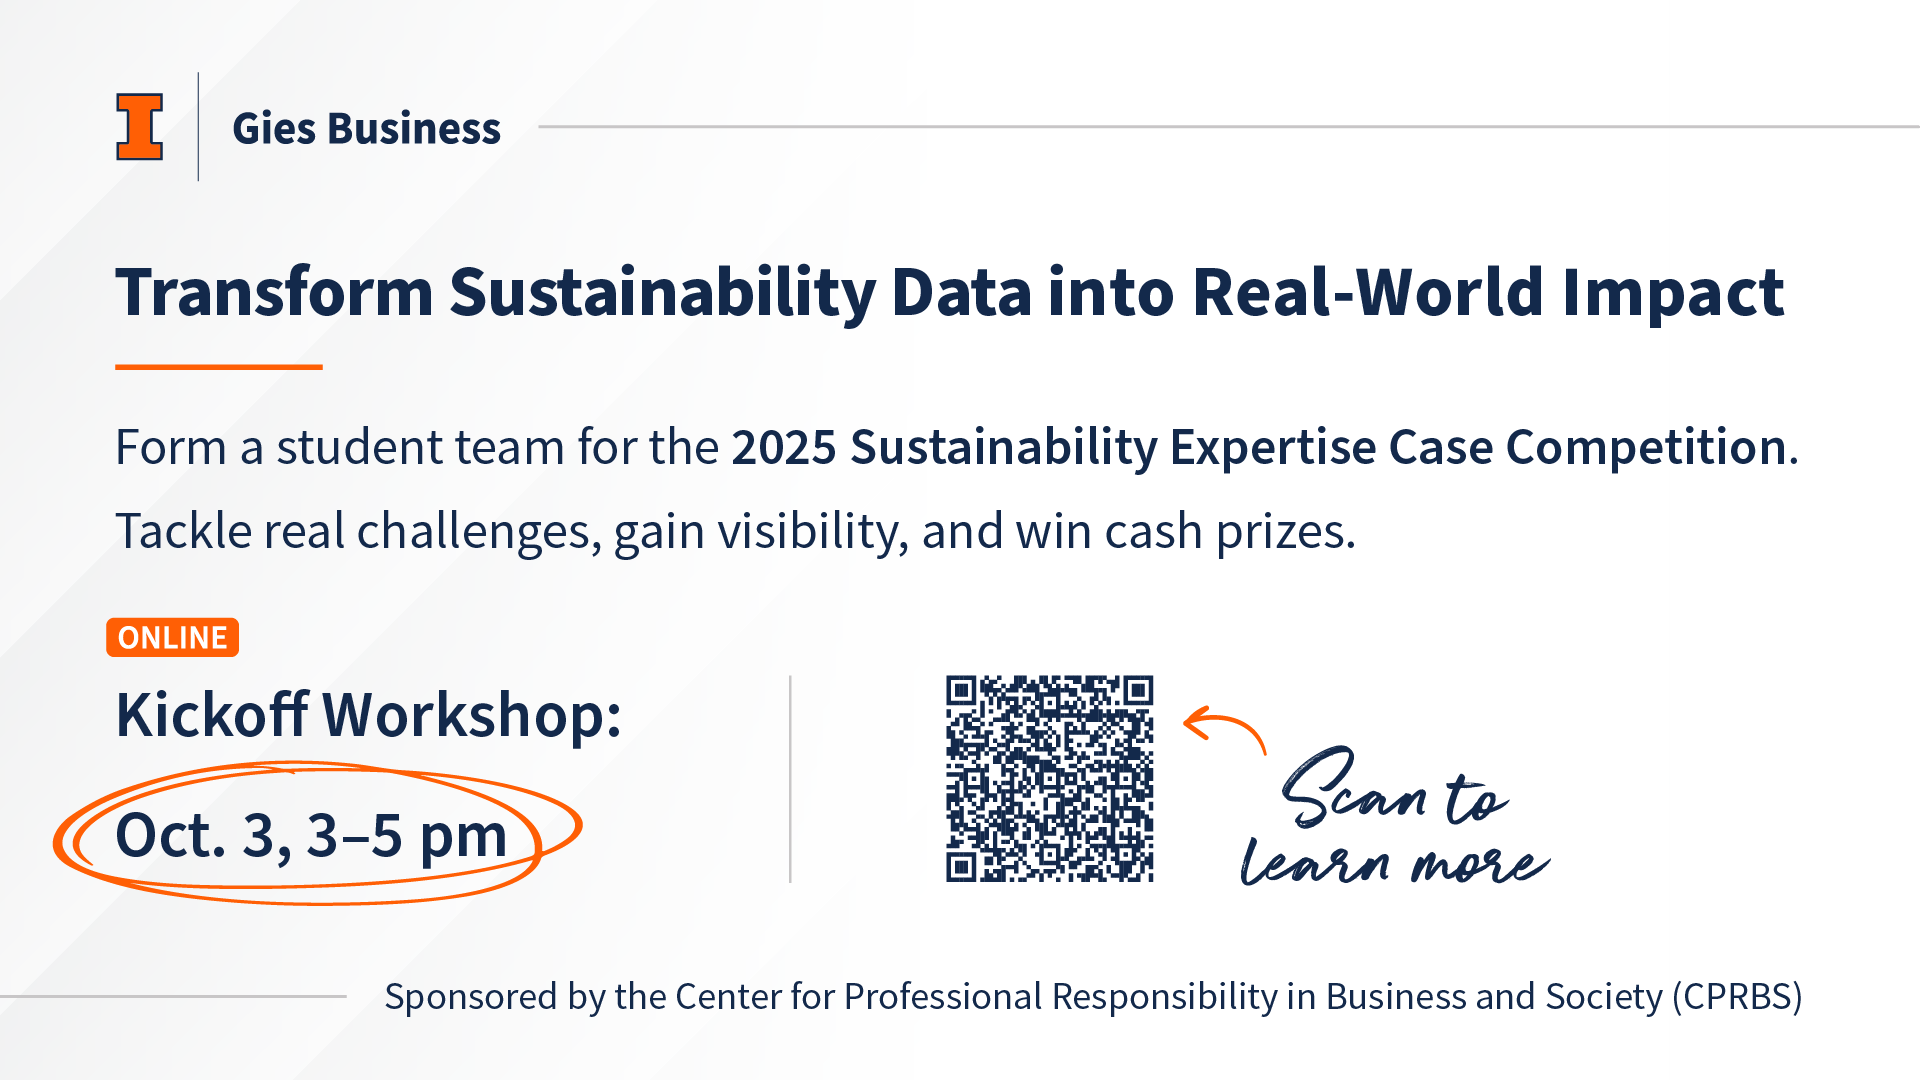 I
Gies Business
Transform Sustainability Data into Real-World Impact
Form a student team for the 2025 Sustainability Expertise Case Competition.
Tackle real challenges, gain visibility, and win cash prizes.
ONLINE
Kickoff Workshop:
Oct. 3, 3–5 pm
Scan to
learn more
Sponsored by the Center for Professional Responsibility in Business and Society (CPRBS)